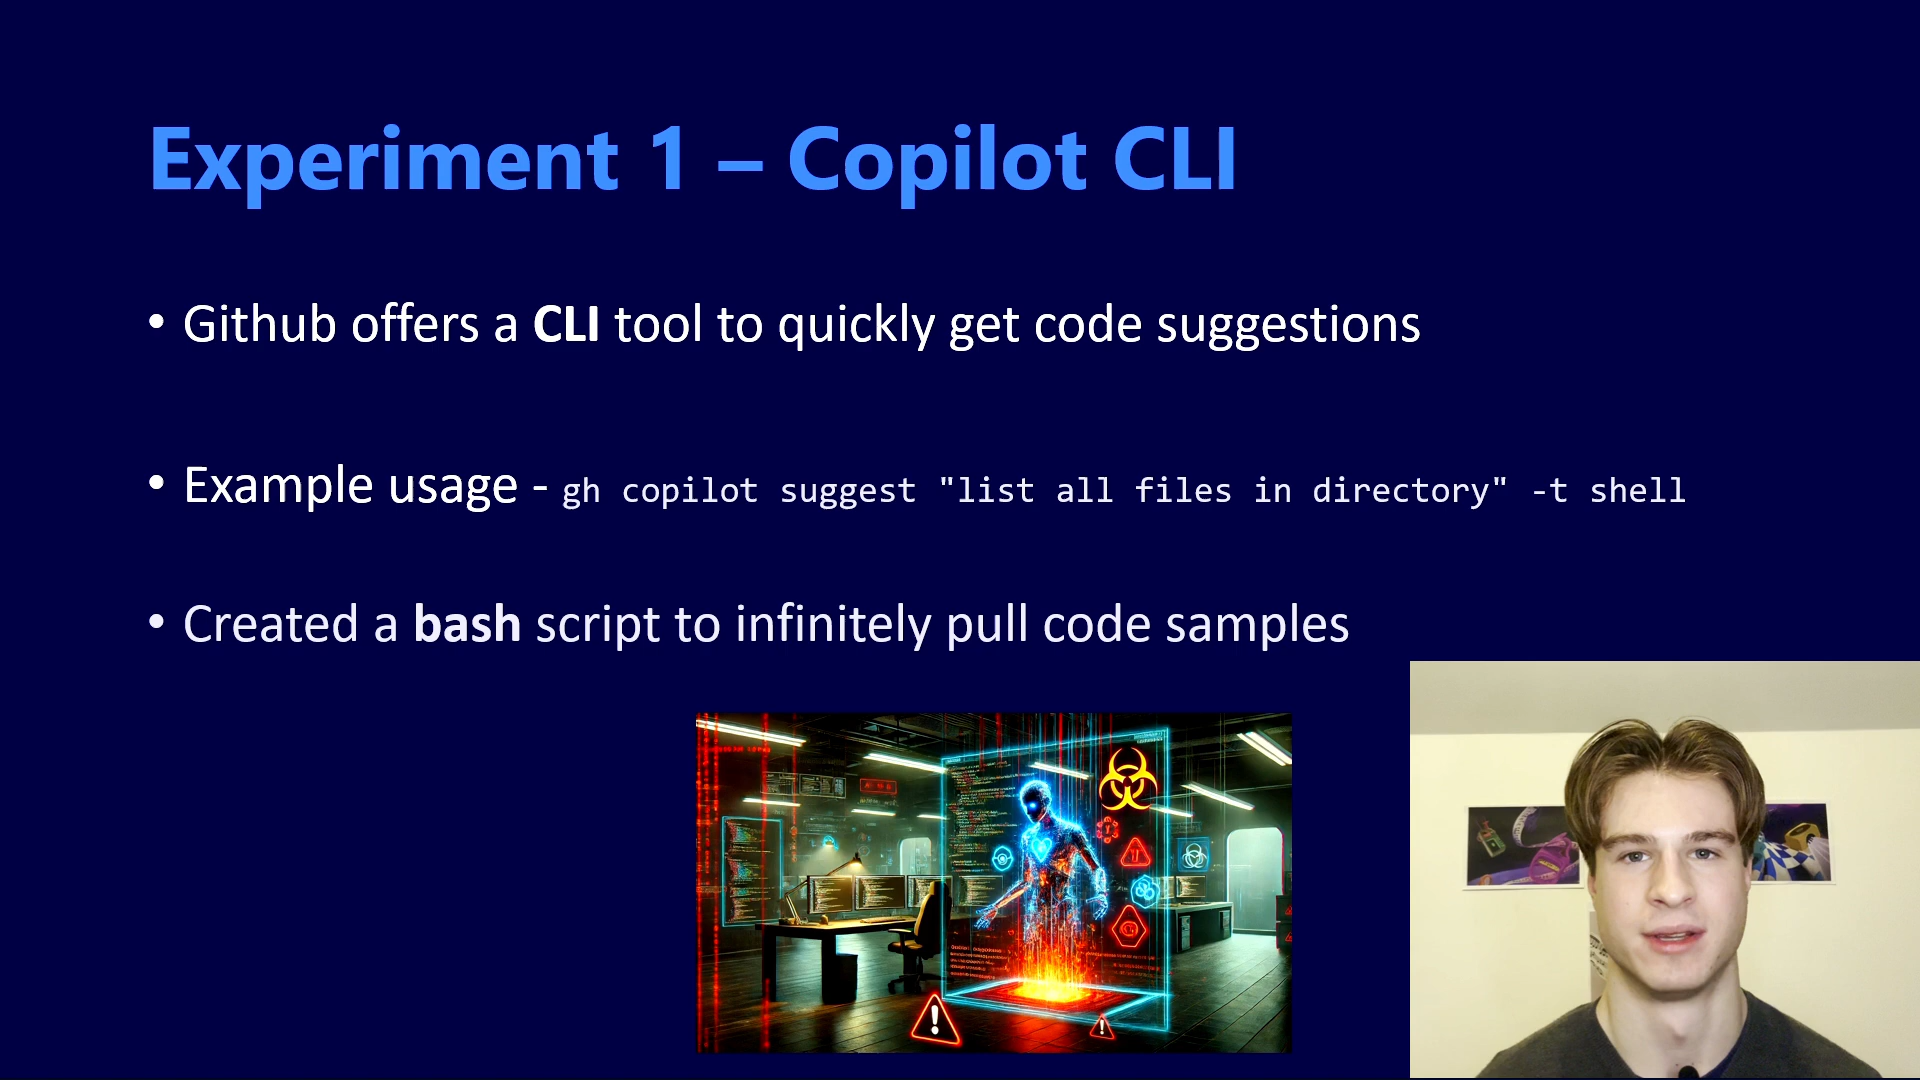 Experiment 1 – Copilot CLI
• Github offers a CLI tool to quickly get code suggestions
• Example usage - gh copilot suggest "list all files in directory" -t shell
• Created a bash script to infinitely pull code samples